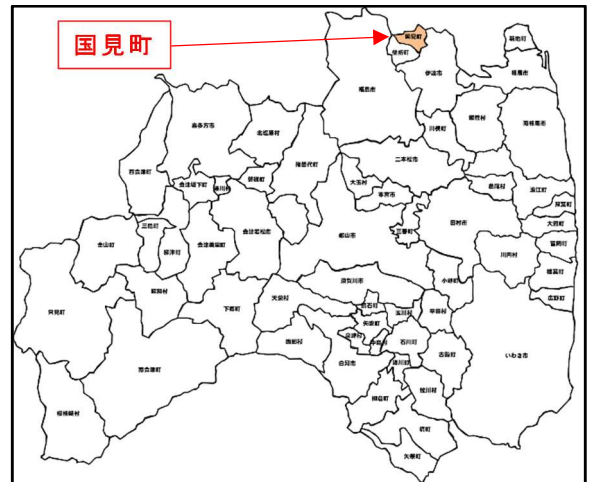 国見町
国見町
新地町
桑折町
伊達市
相馬市
福島市
喜多方市
北塩原村
川俣町
飯舘村
南相馬市
猪苗代町
二本松市
西会津町
会津坂下町
湯川村
磐梯町
大玉村
本宮市
葛尾村
浪江町
双葉町
三島町
大熊町
金山町
柳津町
会津美里町
会津若松市
郡山市
三春町
田村市
富岡町
川内村
楢葉町
昭和村
須賀川市
小野町
広野町
只見町
下郷町
天栄村
鏡石町
玉川村
平田村
矢吹町
西郷村
泉崎村
中島村
石川町
古殿町
いわき市
南会津町
白河市
浅川町
鮫川村
棚倉町
檜枝岐村
塙町
矢祭町